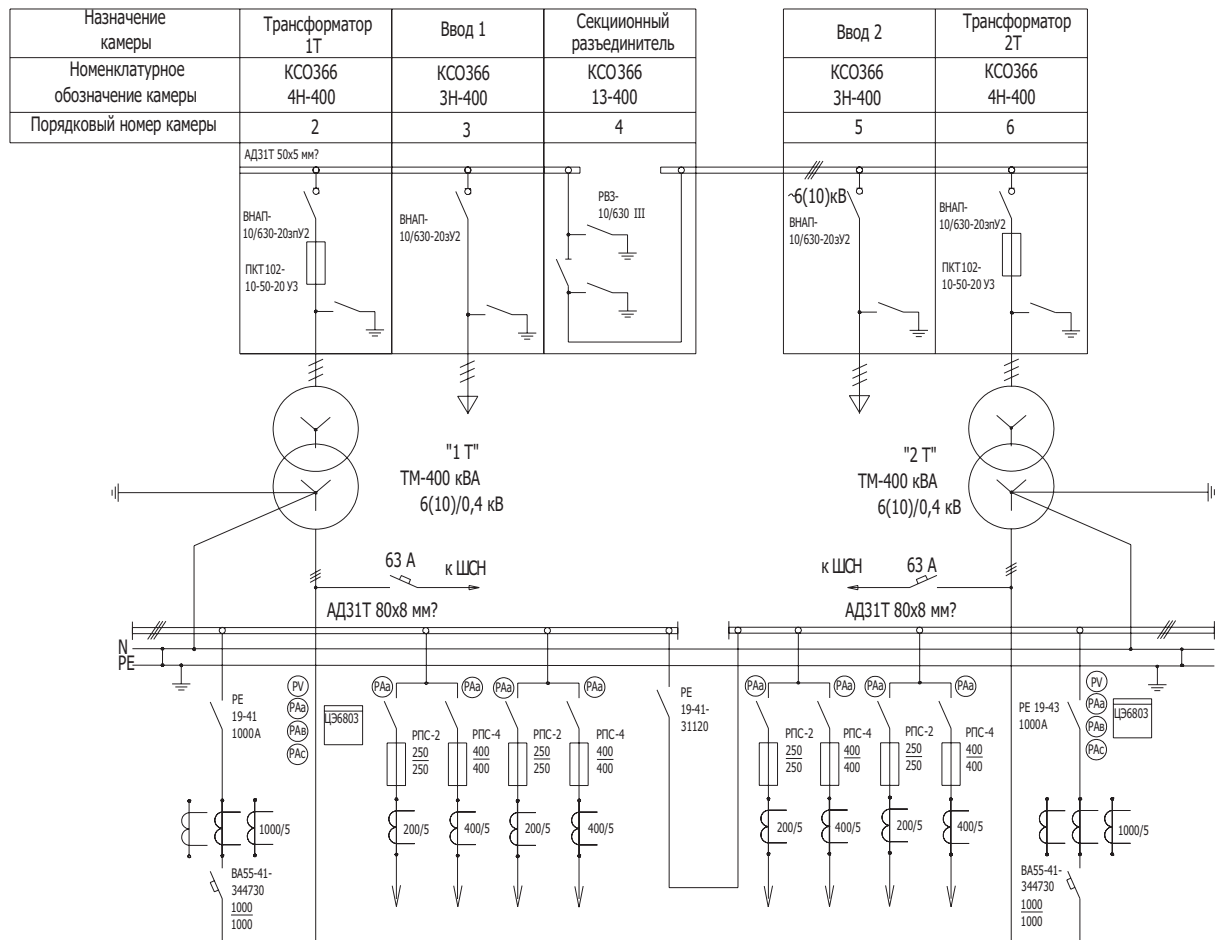 Назначение
камеры
Трансформатор
1Т
Ввод 1
Секциионный
разъединитель
Ввод 2
Трансформатор
2Т
Номенклатурное
обозначение камеры
КСО366
4Н-400
КСО366
3Н-400
КСО366
13-400
КСО366
3Н-400
КСО366
4Н-400
Порядковый номер камеры
2
3
4
5
6
АД31Т 50х5 мм?
ВНАП-
10/630-20зпУ2
ПКТ 102-
10-50-20 У3
ВНАП-
10/630-20зУ2
РВЗ-
10/630 III
~6(10)кВ
ВНАП-
10/630-20зУ2
ВНАП-
10/630-20зпУ2
ПКТ 102-
10-50-20 У3
"1 Т"
ТМ-400 кВА
6(10)/0,4 кВ
"2 Т"
ТМ-400 кВА
6(10)/0,4 кВ
63 А
к ШСН
к ШСН
63 А
АД31Т 80х8 мм?
АД31Т 80х8 мм?
N
PE
РЕ
19-41
1000А
PV
PAa
PAв
PAc
ЦЭ6803
PAa
PAa
PAa
PAa
РПС-2
250
250
РПС-4
400
400
РПС-2
250
250
РПС-4
400
400
РЕ
19-41-
31120
PAa
PAa
PAa
PAa
РПС-2
250
250
РПС-4
400
400
РПС-2
250
250
РПС-4
400
400
РЕ 19-43
1000А
PV
PAa
PAв
PAc
ЦЭ6803
1000/5
200/5
400/5
200/5
400/5
200/5
400/5
200/5
400/5
1000/5
ВА55-41-
344730
1000
1000
ВА55-41-
344730
1000
1000